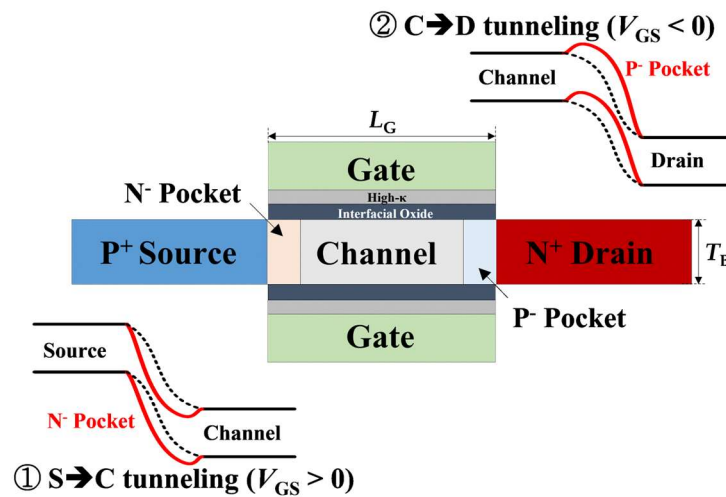 ② C➔D tunneling (VGS < 0)
Channel
P- Pocket
Drain
LG
Gate
High-κ
Interfacial Oxide
N- Pocket
P+ Source
Channel
N+ Drain
P- Pocket
Gate
Source
N- Pocket
Channel
① S➔C tunneling (VGS > 0)